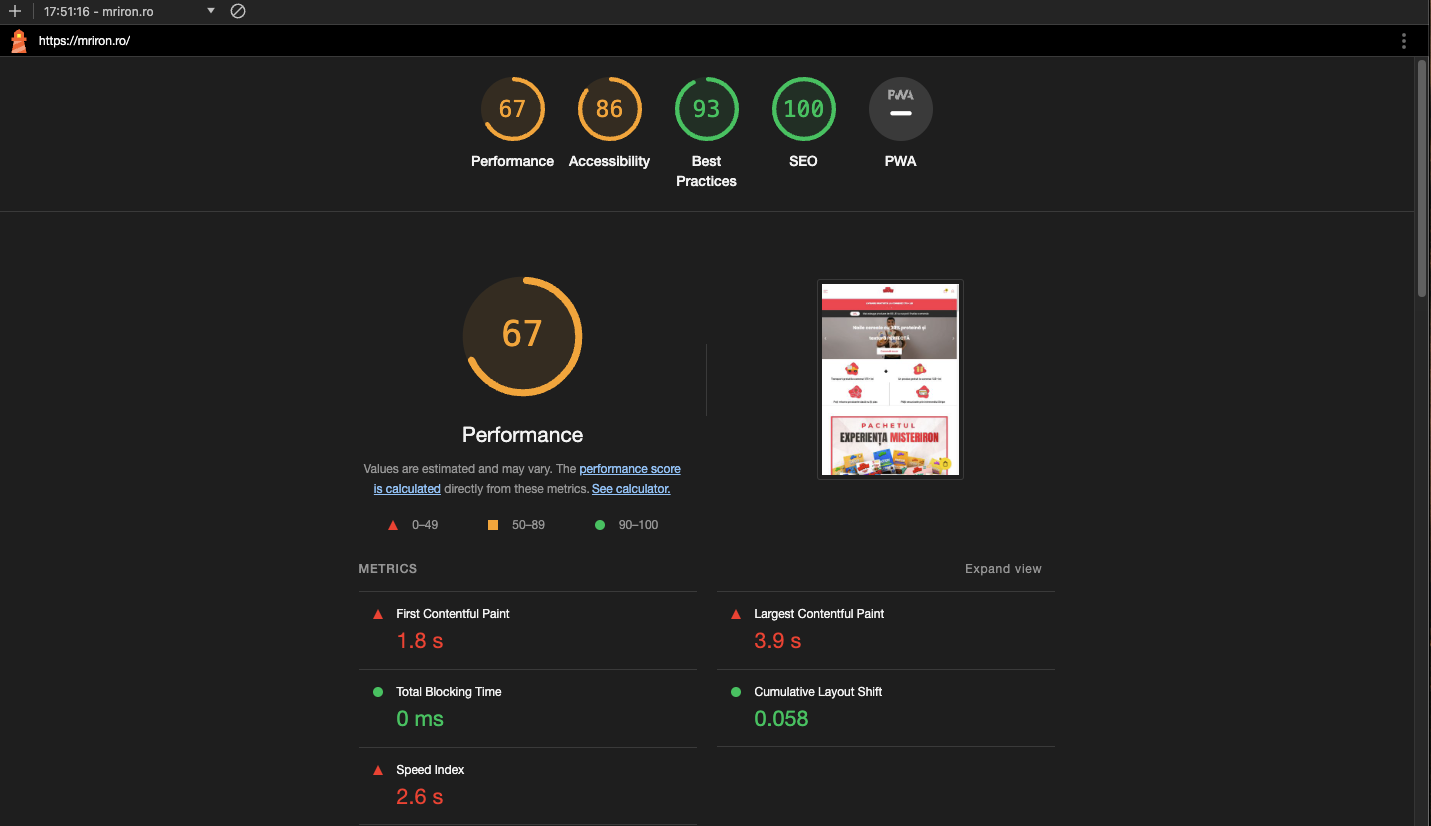 17:51:16 - mriron.ro
https://mriron.ro/
67
Performance
86
Accessibility
93
Best
Practices
100
SEO
PWA
PWA
67
Performance
Values are estimated and may vary. The performance score
is calculated directly from these metrics. See calculator.
0–49
50–89
90–100
PACHETUL
EXPERIENȚA MISTERIRON
METRICS
Expand view
First Contentful Paint
1.8 s
Largest Contentful Paint
3.9 s
Total Blocking Time
0 ms
Cumulative Layout Shift
0.058
Speed Index
2.6 s